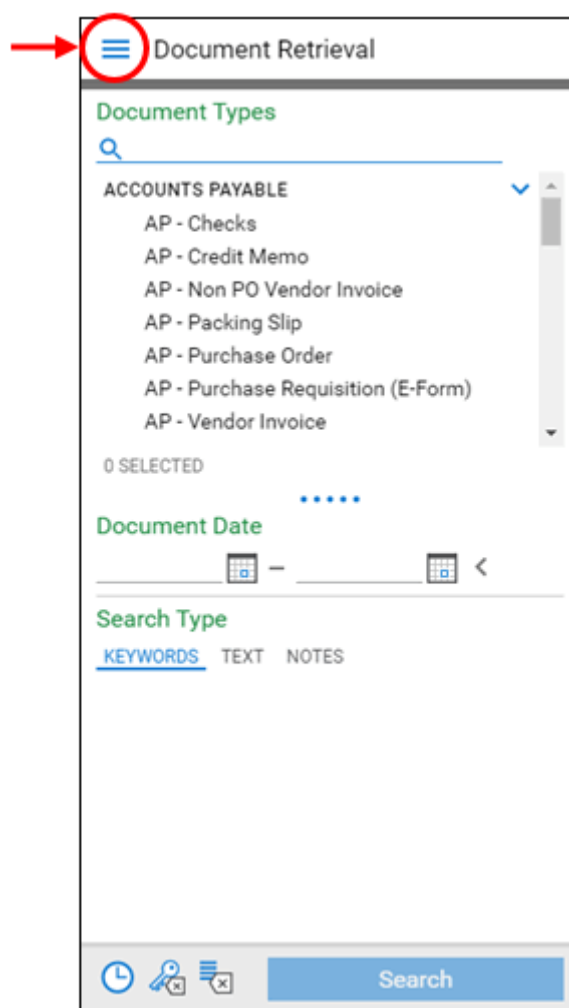 Document Retrieval
Document Types
ACCOUNTS PAYABLE
AP - Checks
AP - Credit Memo
AP - Non PO Vendor Invoice
AP - Packing Slip
AP - Purchase Order
AP - Purchase Requisition (E-Form)
AP - Vendor Invoice
0 SELECTED
Document Date
–
Search Type
KEYWORDS TEXT NOTES
Search